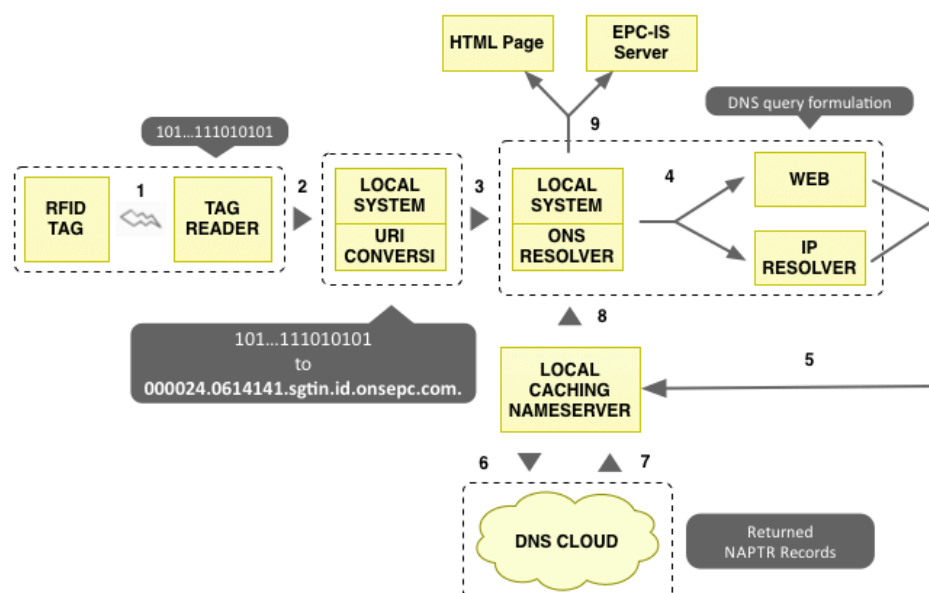 HTML Page
EPC-IS
Server
DNS query formulation
9
101...111010101
1
2
3
4
RFID
TAG
TAG
READER
LOCAL
SYSTEM
URI
CONVERSI
LOCAL
SYSTEM
ONS
RESOLVER
WEB
IP
RESOLVER
101...111010101
to
000024.0614141.sgtin.id.onsepc.com.
8
LOCAL
CACHING
NAMESERVER
5
6
7
DNS CLOUD
Returned
NAPTR Records